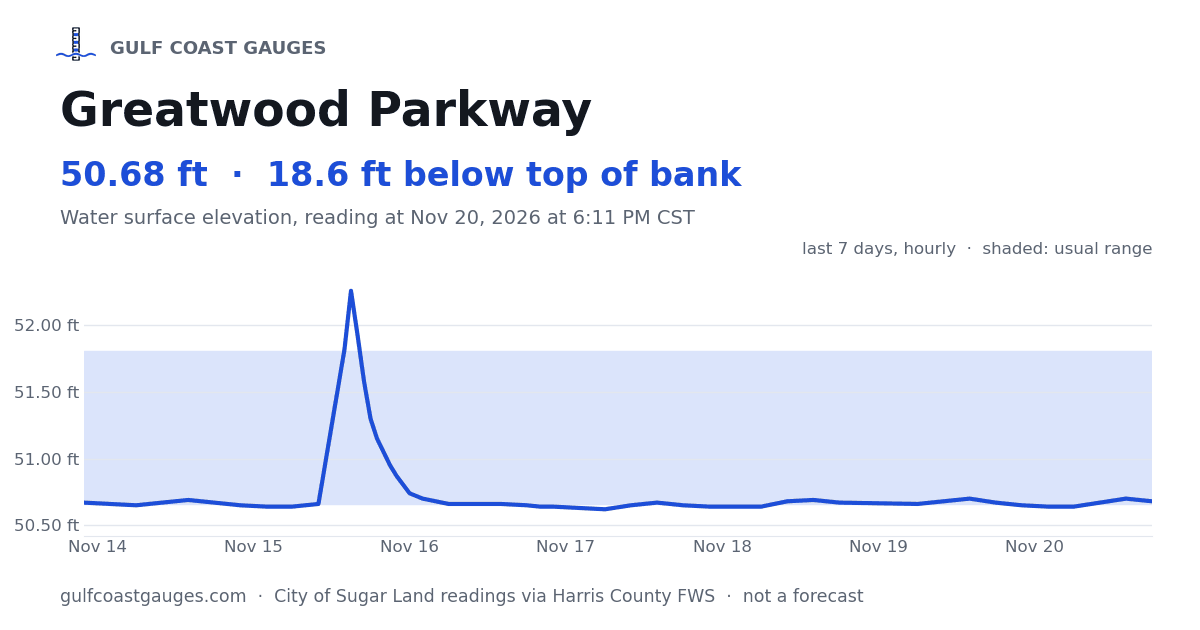 GULF COAST GAUGES
Greatwood Parkway
50.68 ft · 18.6 ft below top of bank
Water surface elevation, reading at Nov 20, 2026 at 6:11 PM CST
last 7 days, hourly · shaded: usual range
52.00 ft
51.50 ft
51.00 ft
50.50 ft
Nov 14 Nov 15 Nov 16 Nov 17 Nov 18 Nov 19 Nov 20
gulfcoastgauges.com · City of Sugar Land readings via Harris County FWS · not a forecast